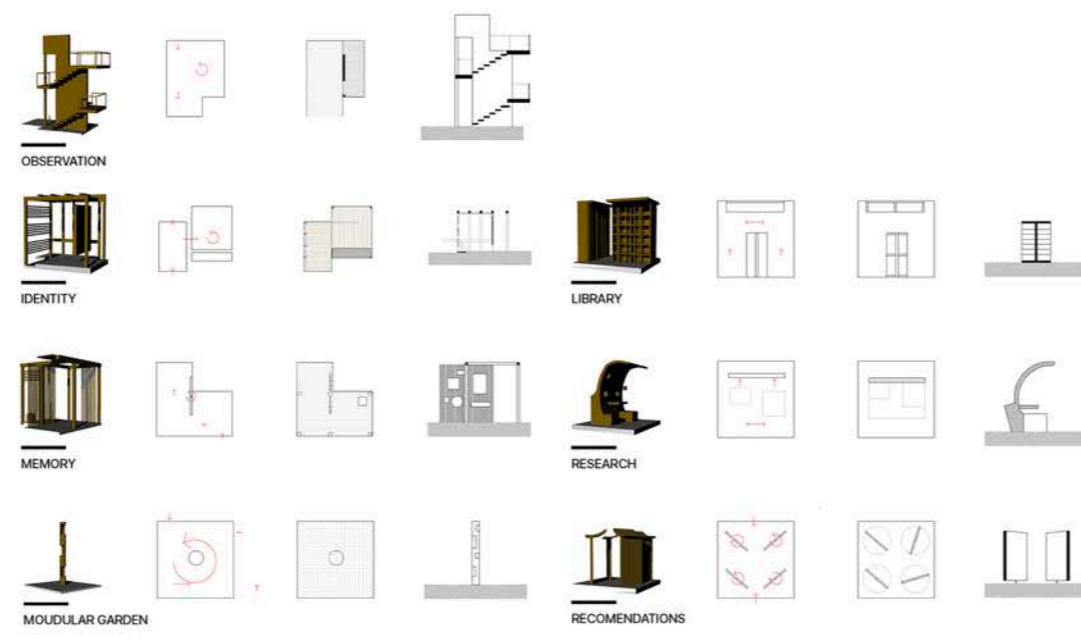 OBSERVATION
IDENTITY
LIBRARY
MEMORY
RESEARCH
MOUDULAR GARDEN
RECOMENDATIONS